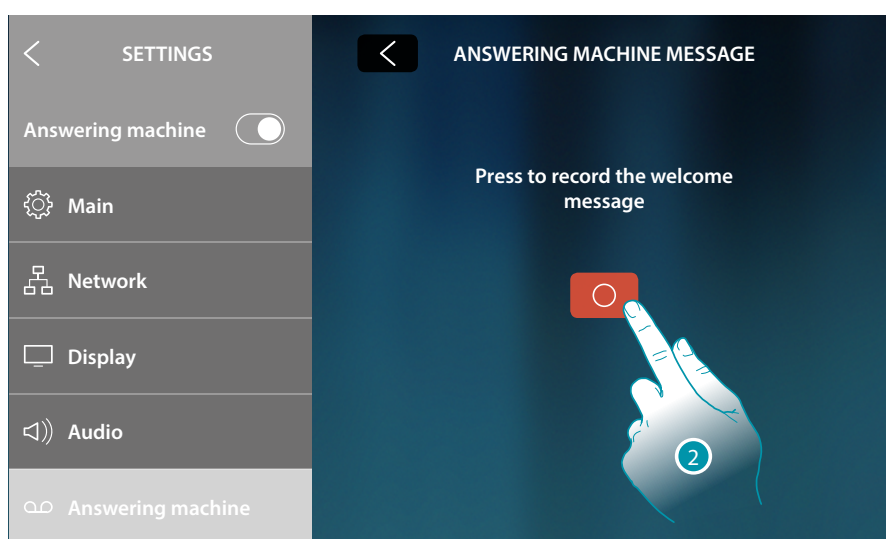 SETTINGS
Answering machine
Main
Network
Display
Audio
Answering machine
ANSWERING MACHINE MESSAGE
Press to record the welcome
message
2